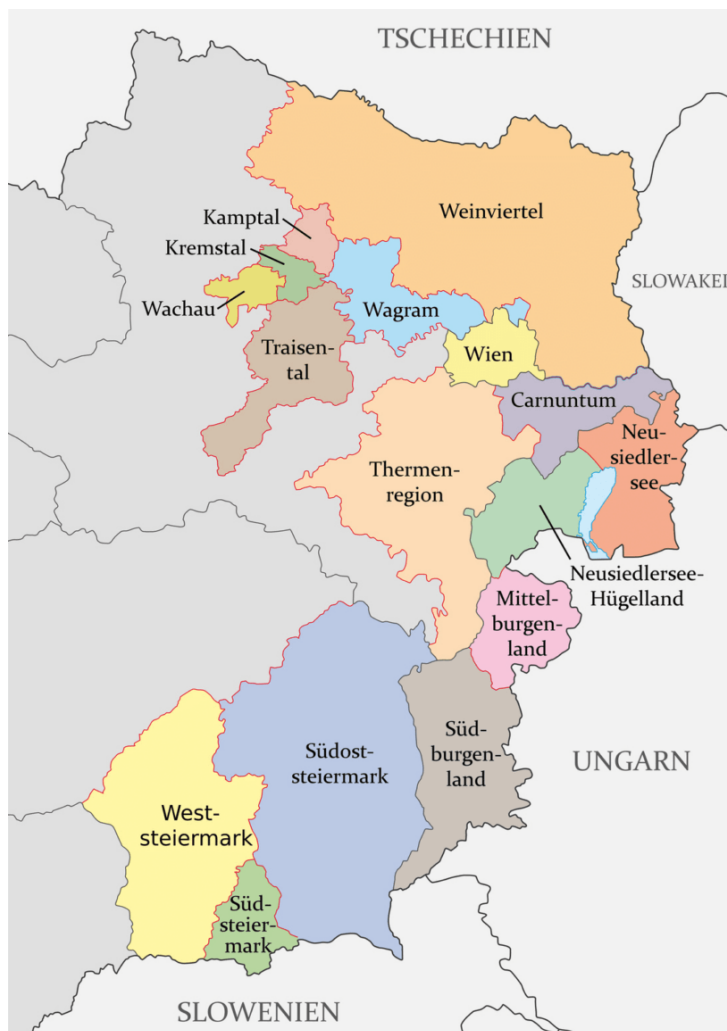 TSCHECHIEN
Weinviertel
Kamptal
Kremstal
SLOWAKEI
Wachau
Wagram
Traisen-
tal
Wien
Carnuntum
Neu-
siedler-
see
Thermen-
region
Neusiedlersee-
Hügelland
Mittel-
burgen-
land
Süd-
burgen-
land
Südost-
steiermark
UNGARN
West-
steiermark
Süd-
steier-
mark
SLOWENIEN